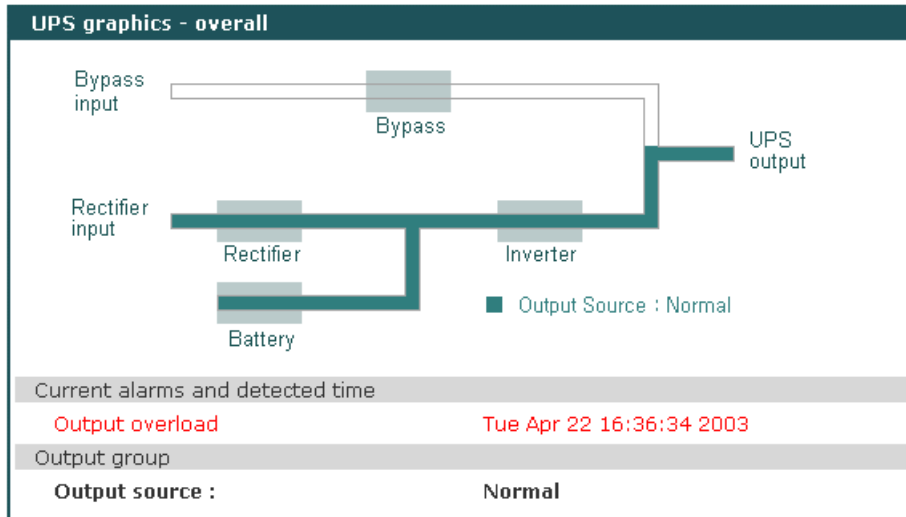 UPS graphics - overall
Bypass
input
Bypass
UPS
output
Rectifier
input
Rectifier
Inverter
Battery
Output Source : Normal
Current alarms and detected time
Output overload Tue Apr 22 16:36:34 2003
Output group
Output source : Normal